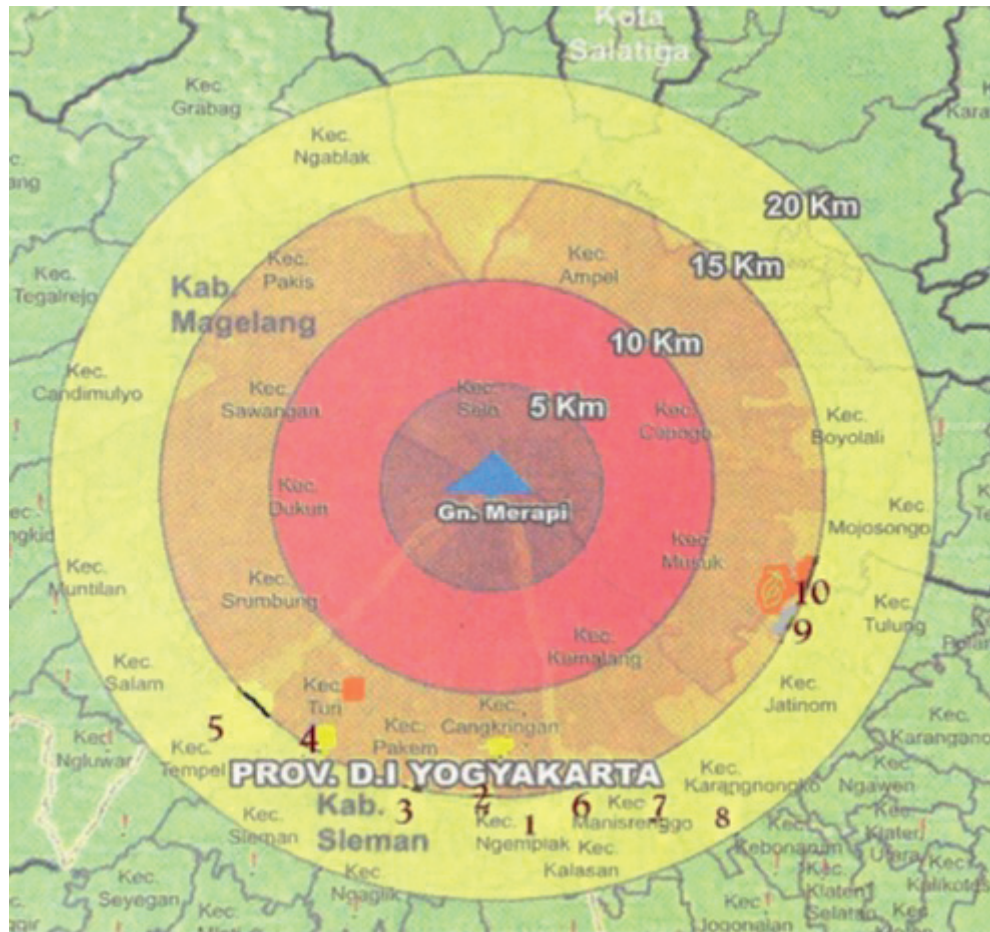 Kota
Salatiga
Kec.
Grabag
Kec.
Ngablak
20 Km
Kec.
Tegalrejo
Kec.
Pakis
Kec.
Ampel
15 Km
Kab.
Magelang
10 Km
Kec.
Candimulyo
Kec.
Sawangan
Kec.
Selo
5 Km
Kec.
Cepogo
Kec.
Boyolali
Kec.
Dukun
Gn. Merapi
Kec.
Mojosongo
Kec.
Musuk
Kec.
Muntilan
Kec.
Srumbung
10
Kec.
Tulung
9
Kec.
Kemalang
Kec.
Salam
Kec.
Turi
Kec.
Jatinom
Kec.
Cangkringan
Kec.
Pakem
5
4
Kec.
Ngluwar
Kec.
Tempel
PROV. D.I YOGYAKARTA
Kec.
Karangnongko
Kec.
Ngawen
Kec.
Karangano
Kec.
Sleman
Kab.
Sleman
3
2
1
6
7
8
Kec.
Ngemplak
Kec.
Manisrenggo
Kec.
Kalasan
Kec.
Kebonarum
Kec.
Klaten
Utara
Kec.
Seyegan
Kec.
Ngaglik
Kec.
Klaten
Selatan
Kec.
Kalikotes
Kec.
Jogonalan
Kec.